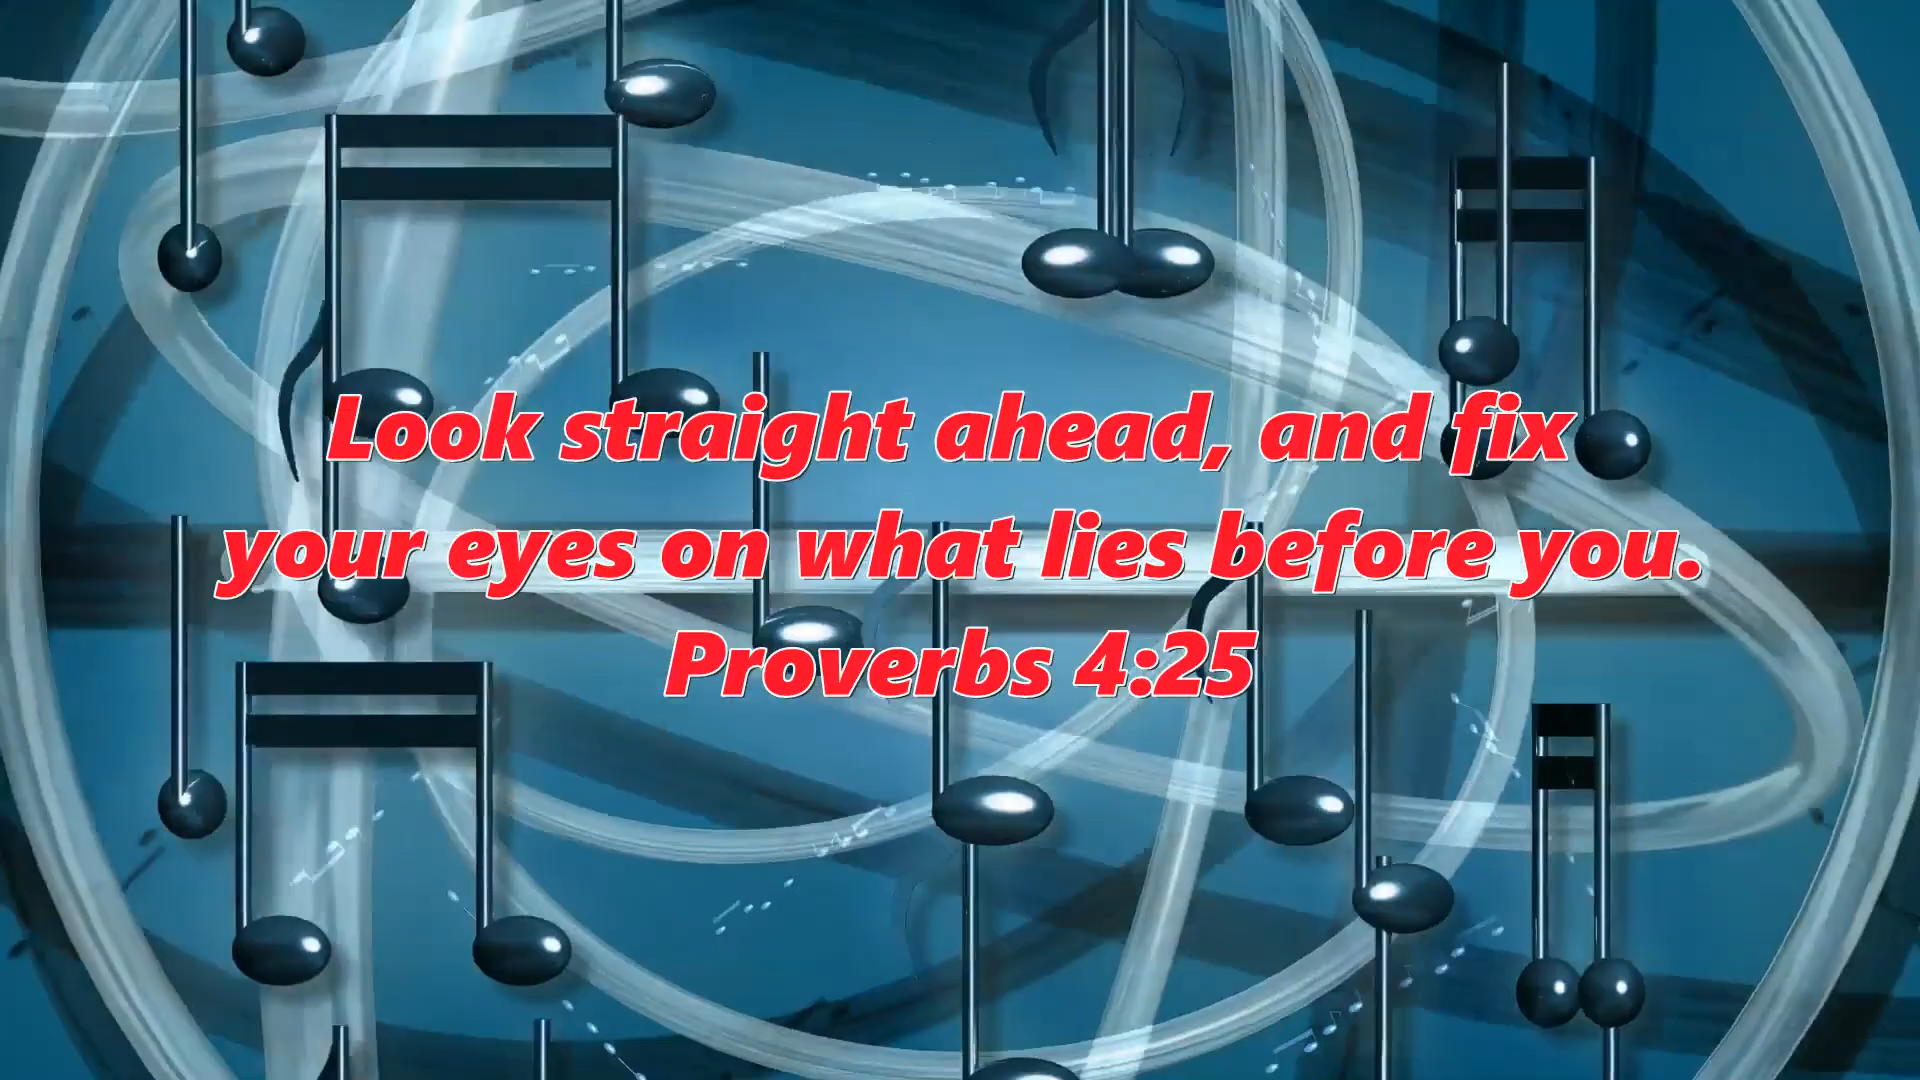 Look straight ahead, and fix
your eyes on what lies before you.
Proverbs 4:25